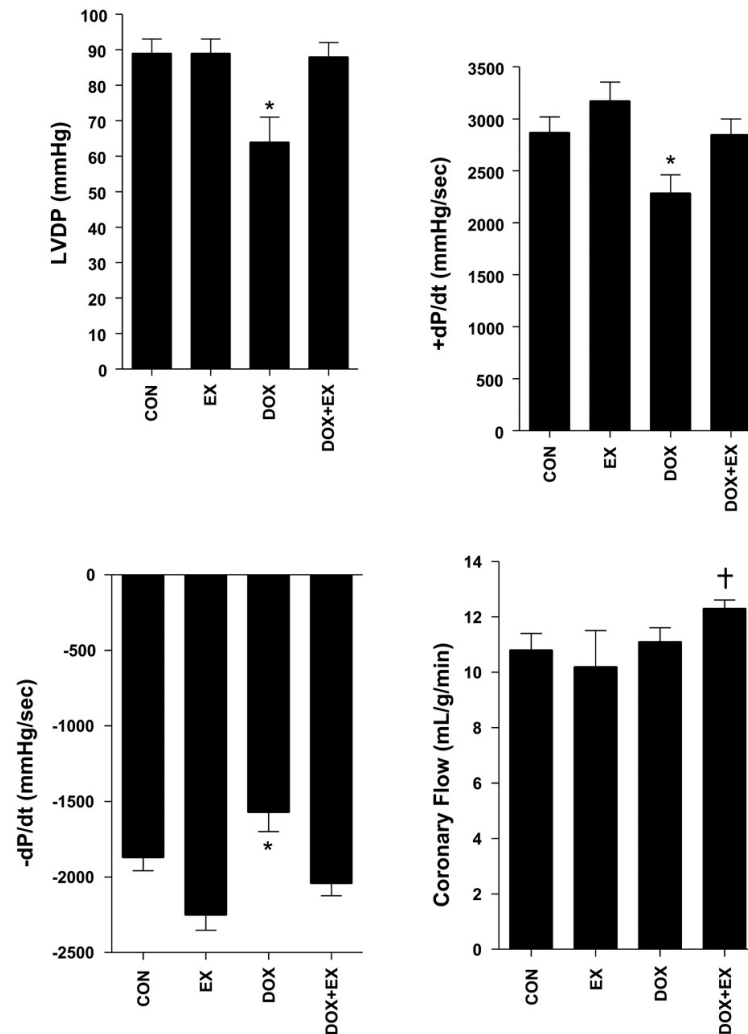 LVDP (mmHg)
100
90
80
70
60
50
40
30
20
10
0
*
CON
EX
DOX
DOX+EX
+dP/dt (mmHg/sec)
3500
3000
2500
2000
1500
1000
500
0
*
CON
EX
DOX
DOX+EX
-dP/dt (mmHg/sec)
0
-500
-1000
-1500
-2000
-2500
*
CON
EX
DOX
DOX+EX
Coronary Flow (mL/g/min)
14
12
10
8
6
4
2
0
†
CON
EX
DOX
DOX+EX